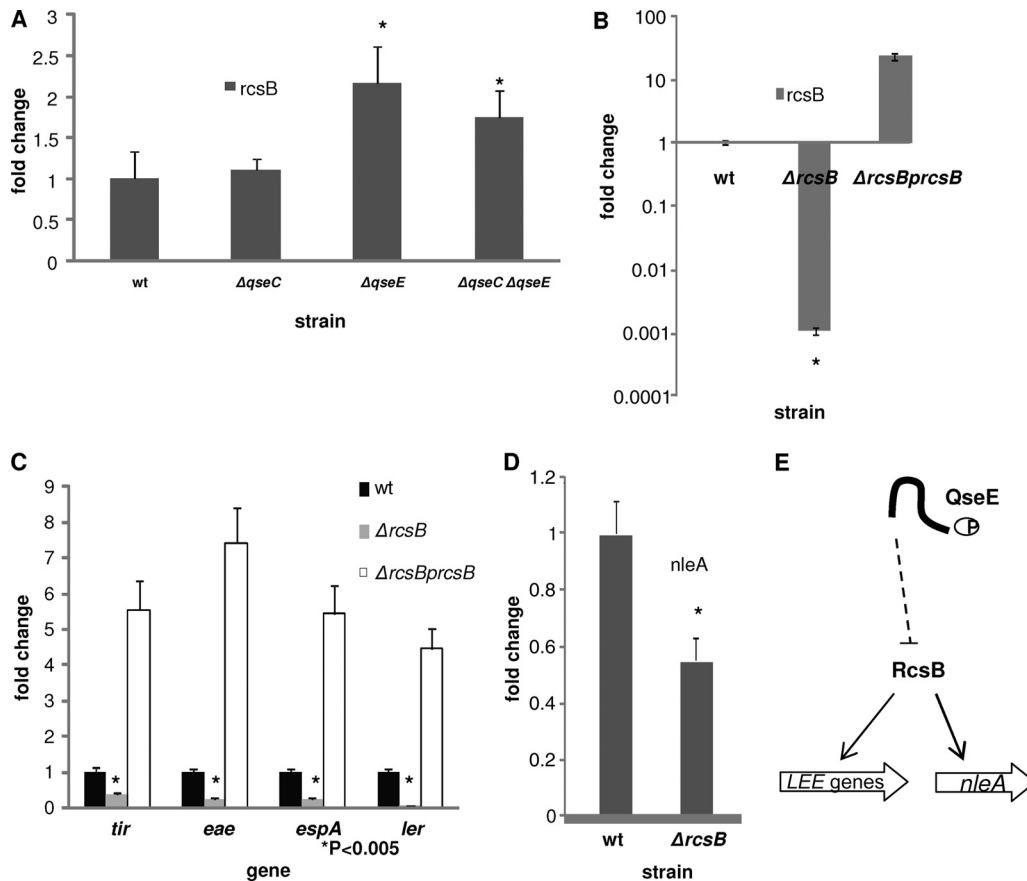 A
fold change
3
2.5
2
1.5
1
0.5
0
rcsB
*
*
wt
ΔqseC
ΔqseE
ΔqseC ΔqseE
strain
B
fold change
100
10
1
0.1
0.01
0.001
0.0001
rcsB
wt
ΔrcsB
ΔrcsBprcsB
*
strain
C
fold change
9
8
7
6
5
4
3
2
1
0
wt
ΔrcsB
ΔrcsBprcsB
*
*
*
*
tir
eae
espA
ler
*P<0.005
gene
D
fold change
1.2
1
0.8
0.6
0.4
0.2
0
nleA
*
wt
ΔrcsB
strain
E
QseE
P
RcsB
LEE genes
nleA